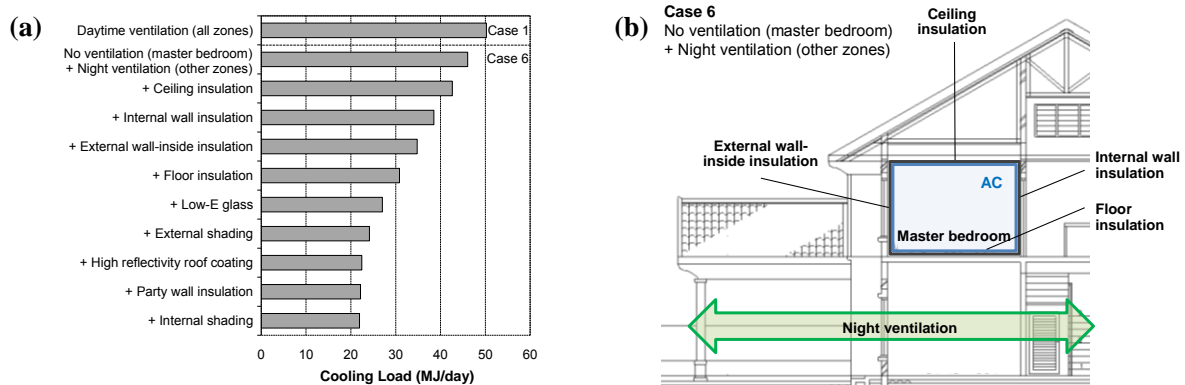 (a)
Daytime ventilation (all zones)
Case 1
No ventilation (master bedroom)
+ Night ventilation (other zones)
Case 6
+ Ceiling insulation
+ Internal wall insulation
+ External wall-inside insulation
+ Floor insulation
+ Low-E glass
+ External shading
+ High reflectivity roof coating
+ Party wall insulation
+ Internal shading
0 10 20 30 40 50 60
Cooling Load (MJ/day)
(b)
Case 6
No ventilation (master bedroom)
+ Night ventilation (other zones)
Ceiling
insulation
External wall-
inside insulation
AC
Internal wall
insulation
Floor
insulation
Master bedroom
Night ventilation